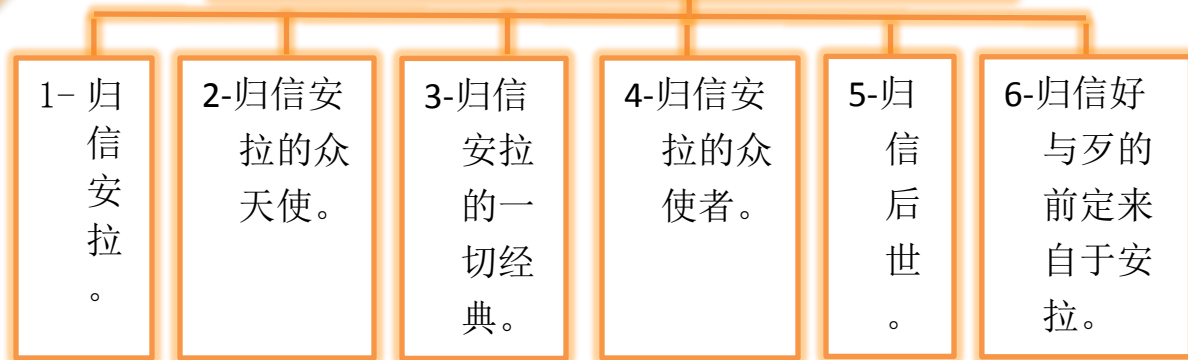 1- 归
信
安
拉
。
2-归信安
拉的众
天使。
3-归信
安拉
的一
切经
典。
4-归信安
拉的众
使者。
5-归
信
后
世
。
6-归信好
与歹的
前定来
自于安
拉。